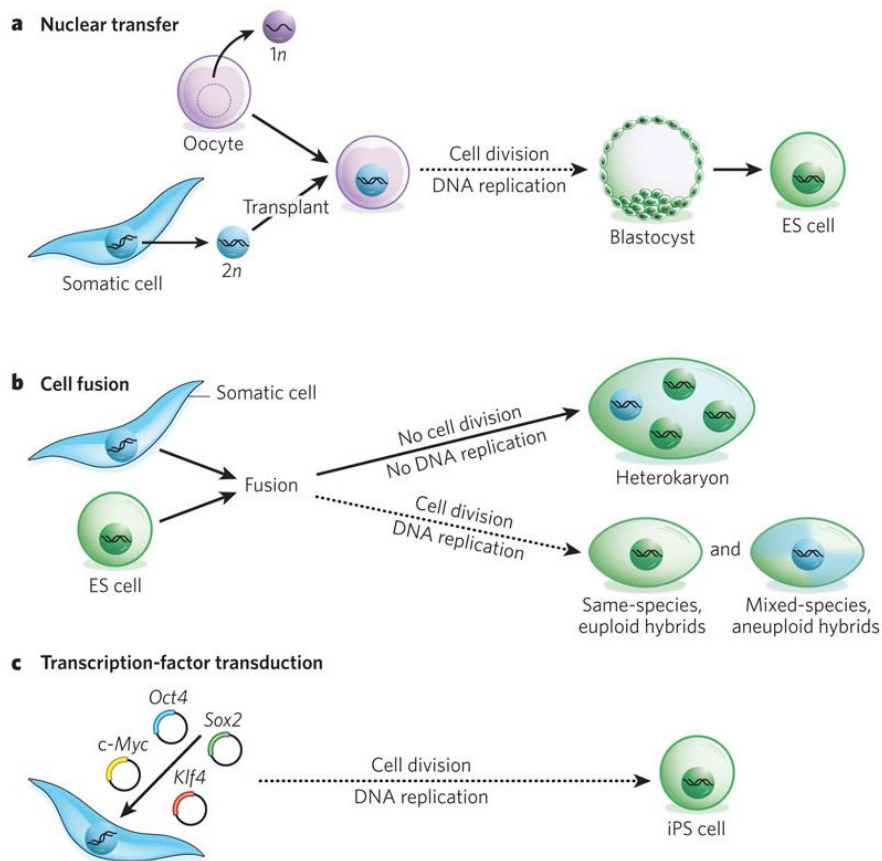 a Nuclear transfer
1n
Oocyte
Transplant
Somatic cell
2n
Cell division
DNA replication
Blastocyst
ES cell
b Cell fusion
Somatic cell
ES cell
Fusion
No cell division
No DNA replication
Heterokaryon
Cell division
DNA replication
Same-species,
euploid hybrids
and
Mixed-species,
aneuploid hybrids
c Transcription-factor transduction
Oct4
Sox2
c-Myc
Klf4
Cell division
DNA replication
iPS cell